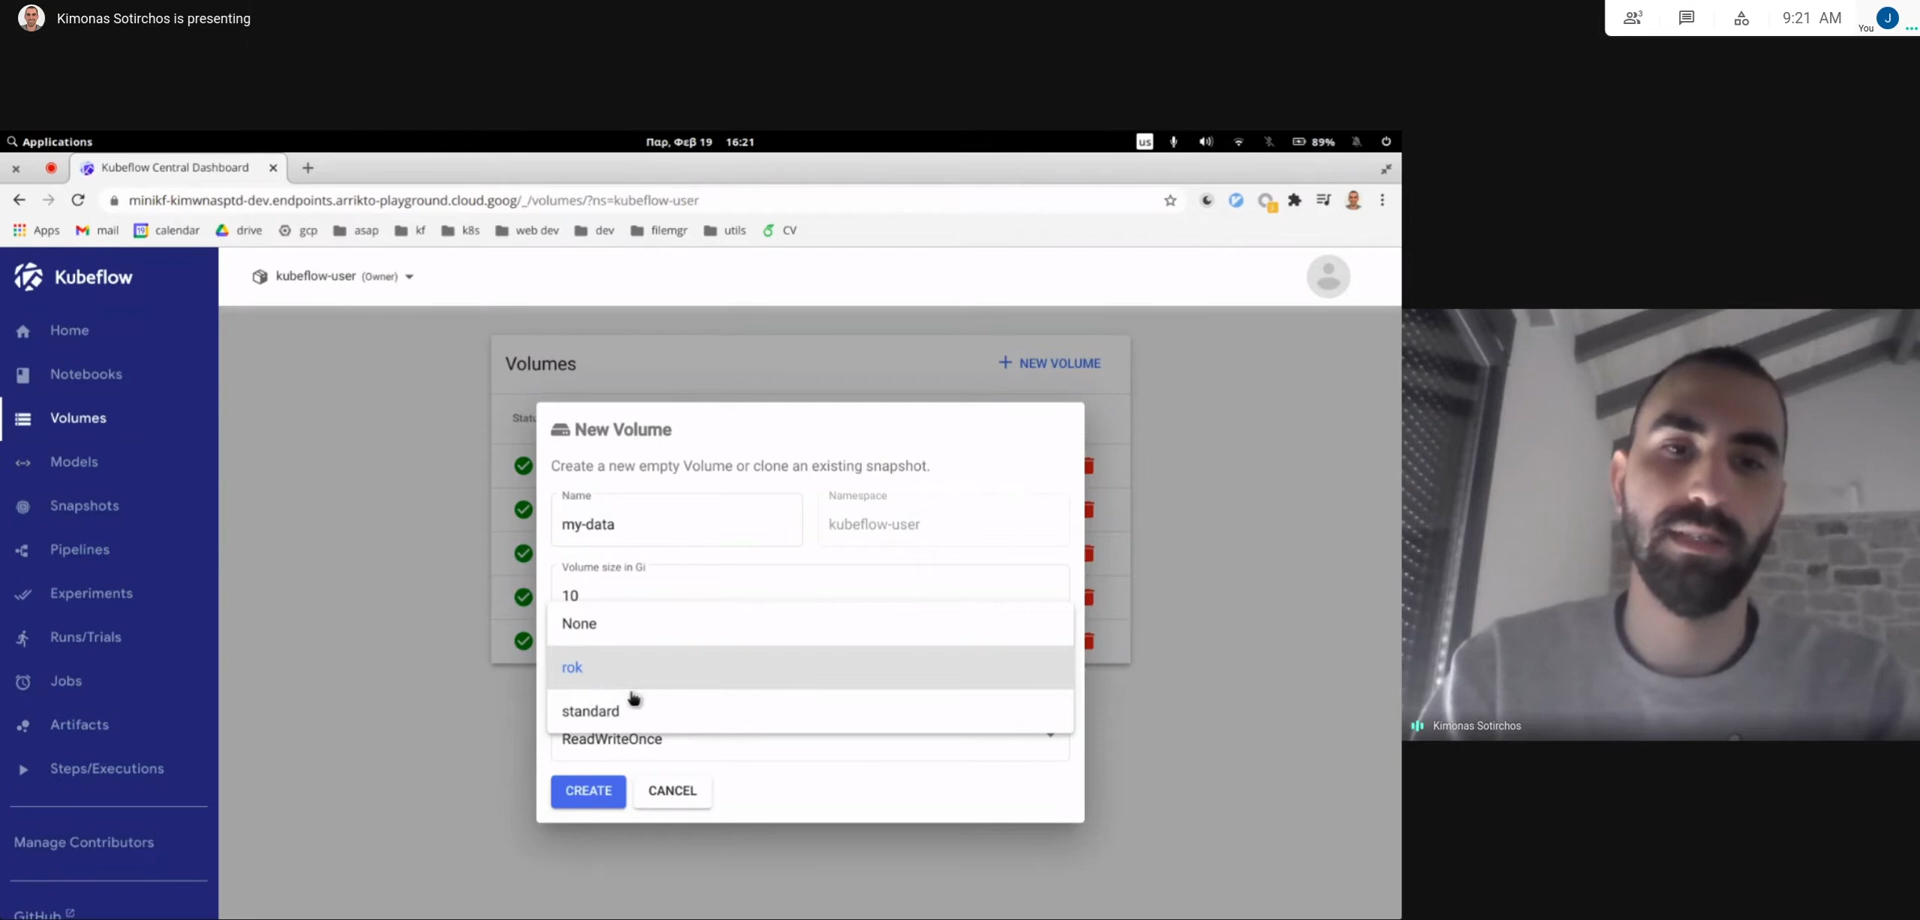 Kimonas Sotirchos is presenting
3
9:21 AM
You
J
Applications
Παρ, Φεβ 19 16:21
us
89%
Kubeflow Central Dashboard
minikf-kimwnasptd-dev.endpoints.arrikto-playground.cloud.goog/_/volumes/?ns=kubeflow-user
Apps mail calendar drive gcp asap kf k8s web dev dev filemgr utils CV
Kubeflow
kubeflow-user (Owner)
Home
Notebooks
Volumes
Models
Snapshots
Pipelines
Experiments
Runs/Trials
Jobs
Artifacts
Steps/Executions
Manage Contributors
GitHub
Volumes
NEW VOLUME
Statu
New Volume
Create a new empty Volume or clone an existing snapshot.
Name
my-data
Namespace
kubeflow-user
Volume size in Gi
10
None
rok
standard
ReadWriteOnce
CREATE CANCEL
Kimonas Sotirchos